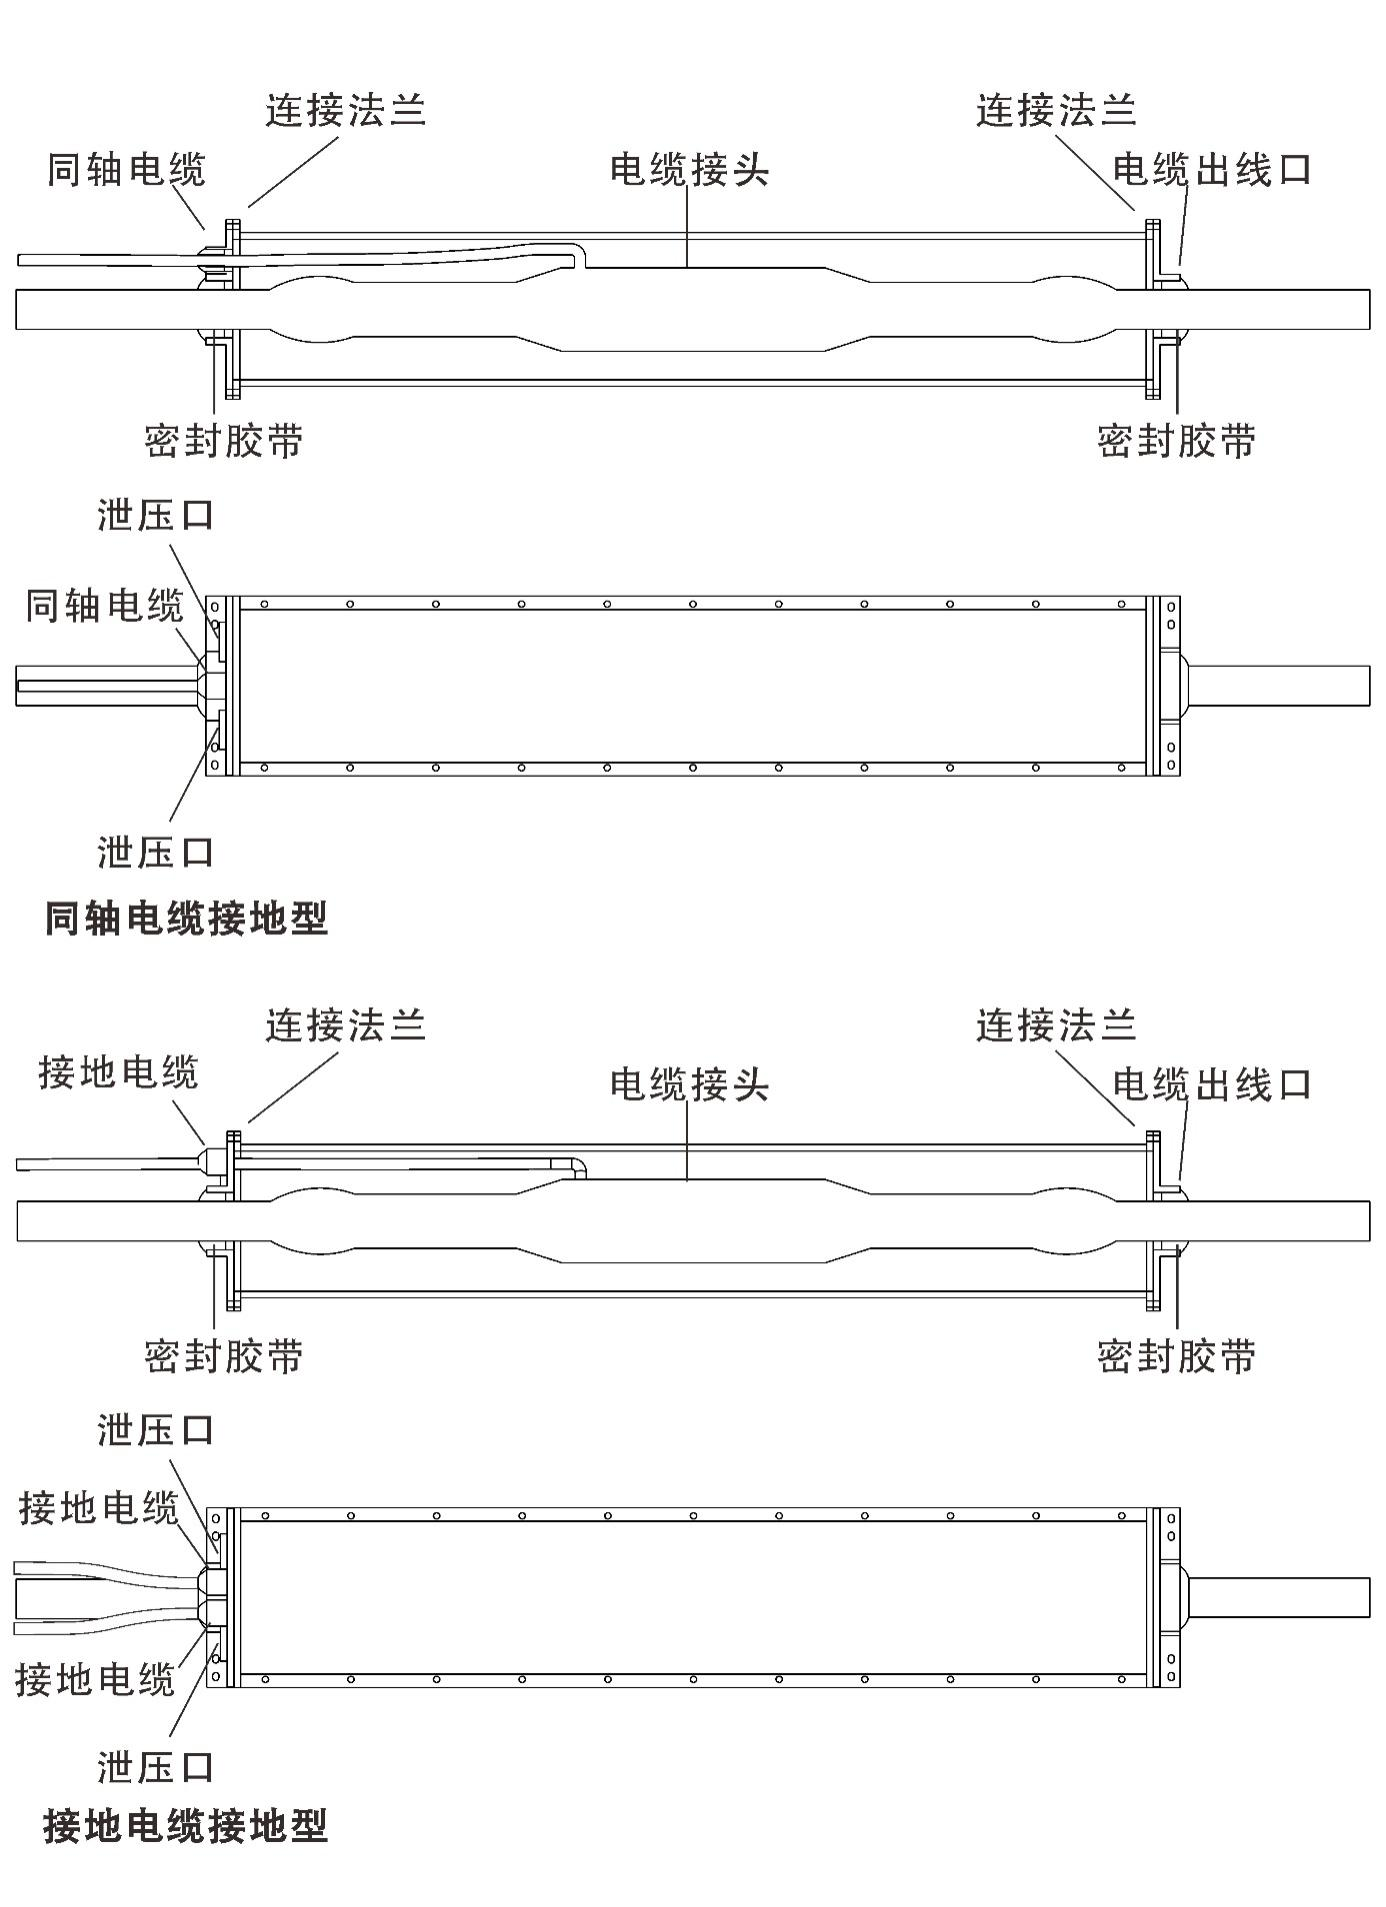 连接法兰
连接法兰
同轴电缆
电缆接头
电缆出线口
密封胶带
密封胶带
泄压口
同轴电缆
泄压口
同轴电缆接地型
连接法兰
连接法兰
接地电缆
电缆接头
电缆出线口
密封胶带
密封胶带
泄压口
接地电缆
接地电缆
泄压口
接地电缆接地型